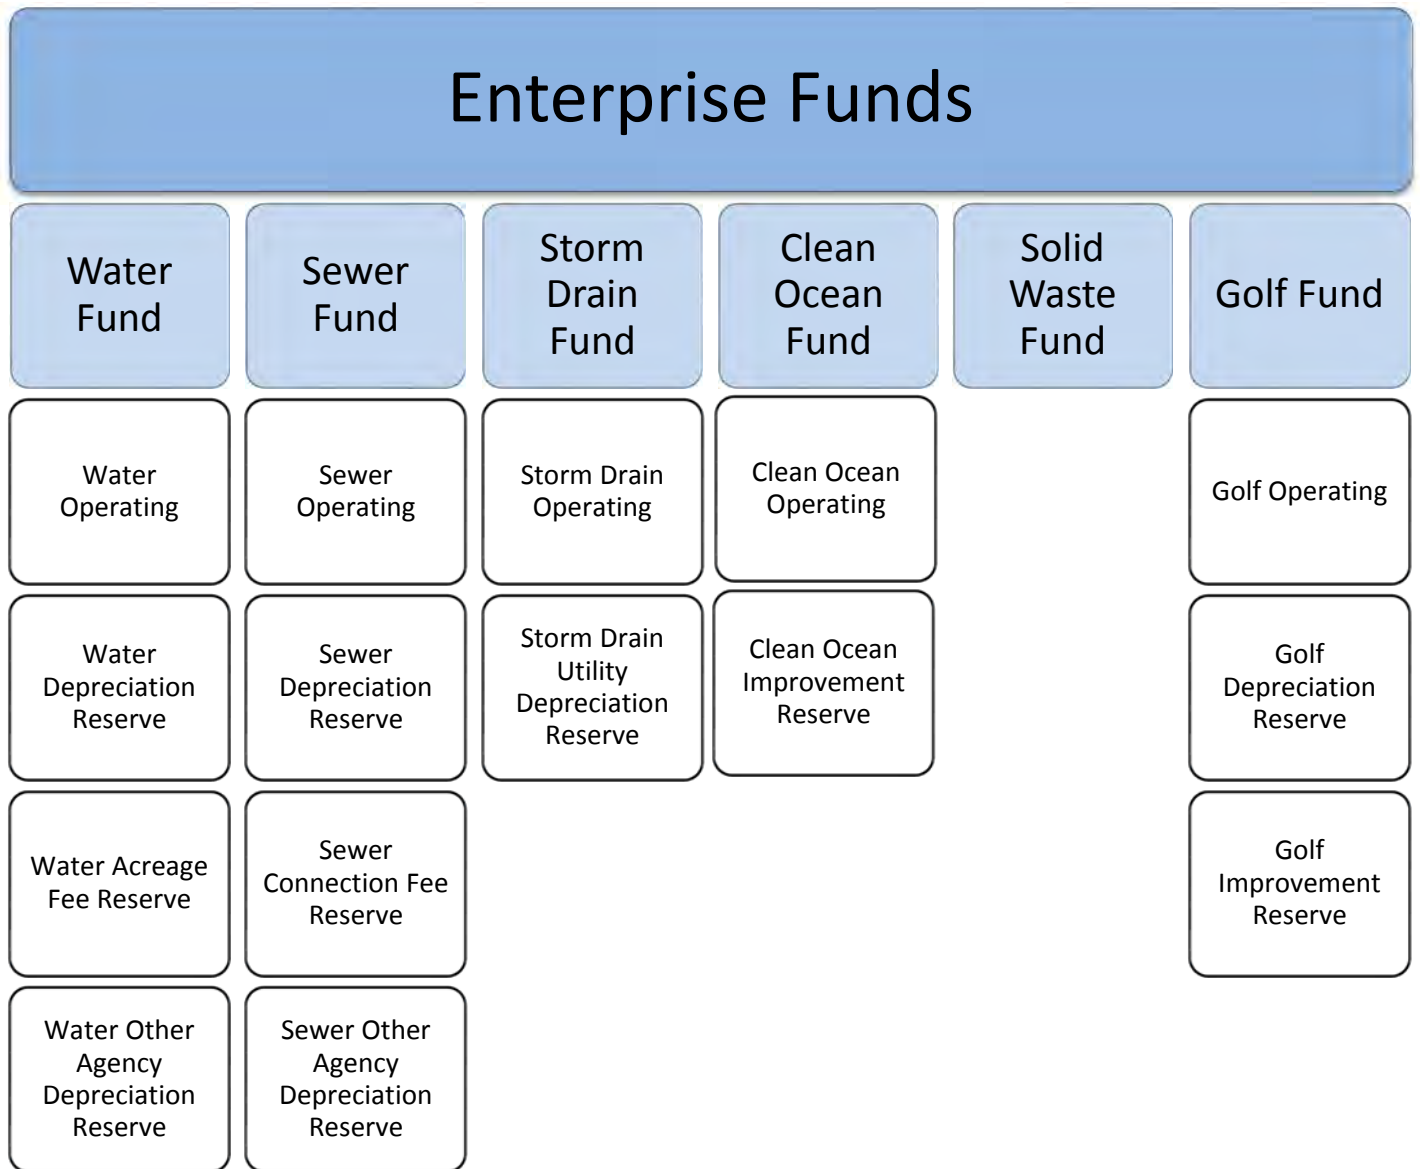 Enterprise Funds
Water
Fund
Sewer
Fund
Storm
Drain
Fund
Clean
Ocean
Fund
Solid
Waste
Fund
Golf Fund
Water
Operating
Sewer
Operating
Storm Drain
Operating
Clean Ocean
Operating
Golf Operating
Water
Depreciation
Reserve
Sewer
Depreciation
Reserve
Storm Drain
Utility
Depreciation
Reserve
Clean Ocean
Improvement
Reserve
Golf
Depreciation
Reserve
Water Acreage
Fee Reserve
Sewer
Connection Fee
Reserve
Golf
Improvement
Reserve
Water Other
Agency
Depreciation
Reserve
Sewer Other
Agency
Depreciation
Reserve